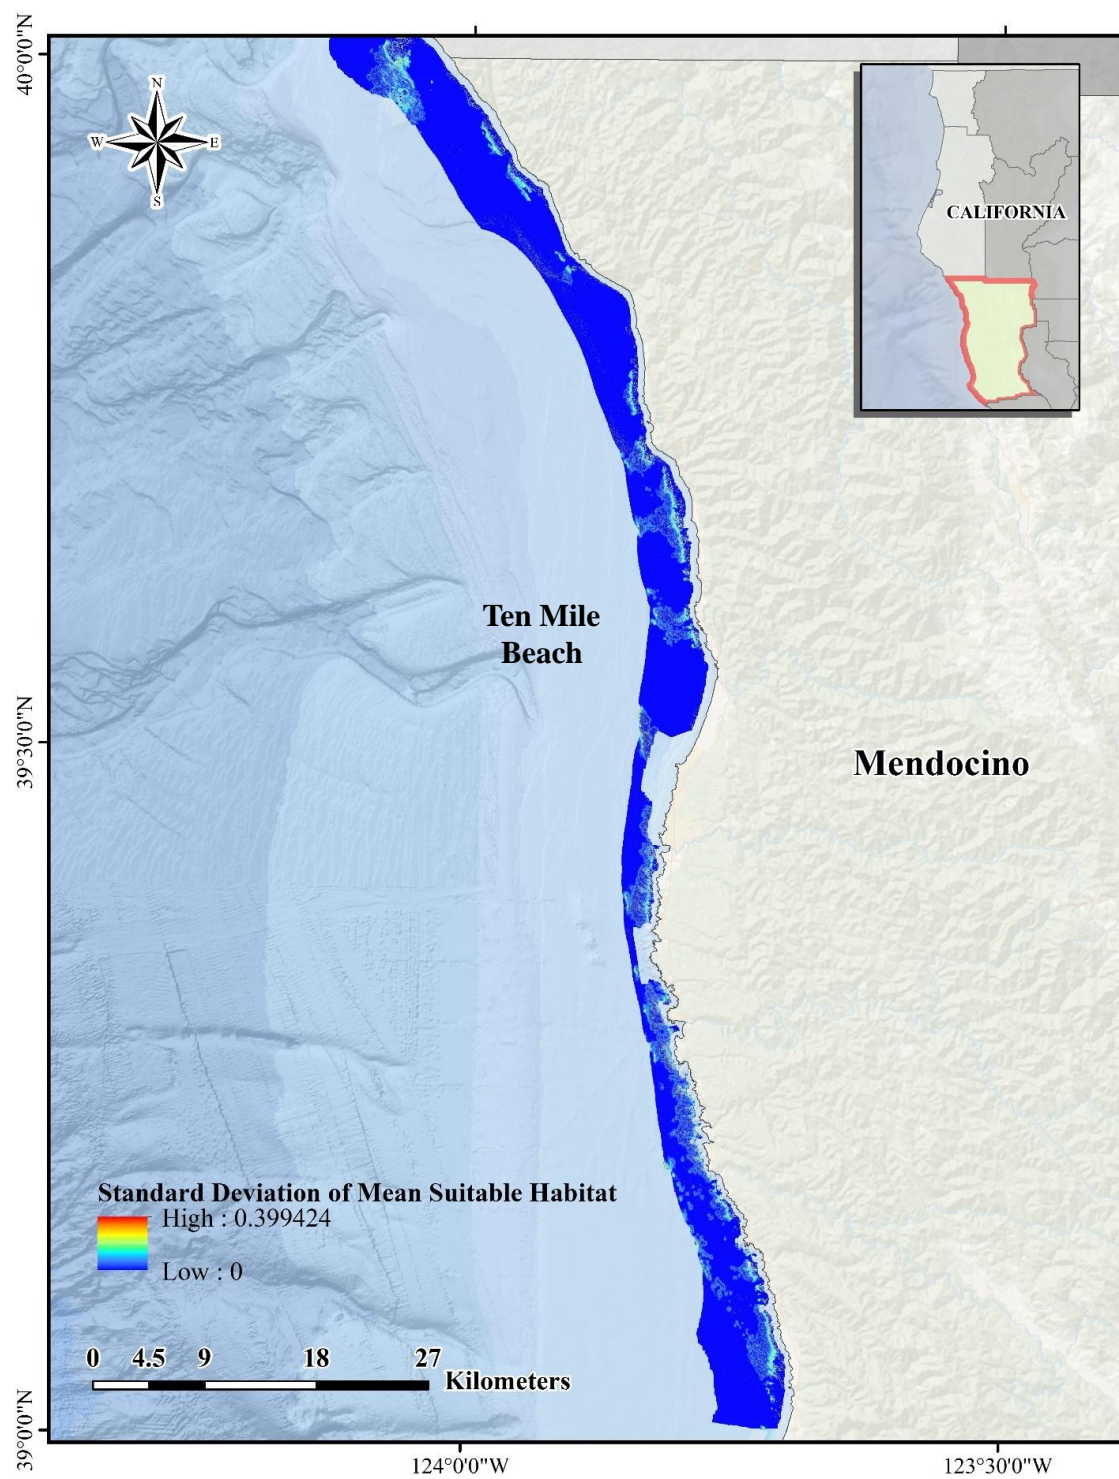 40°0'0"N
N
W
E
S
CALIFORNIA
Ten Mile
Beach
39°30'0"N
Mendocino
Standard Deviation of Mean Suitable Habitat
High : 0.399424
Low : 0
0 4.5 9 18 27
Kilometers
39°0'0"N
124°0'0"W
123°30'0"W